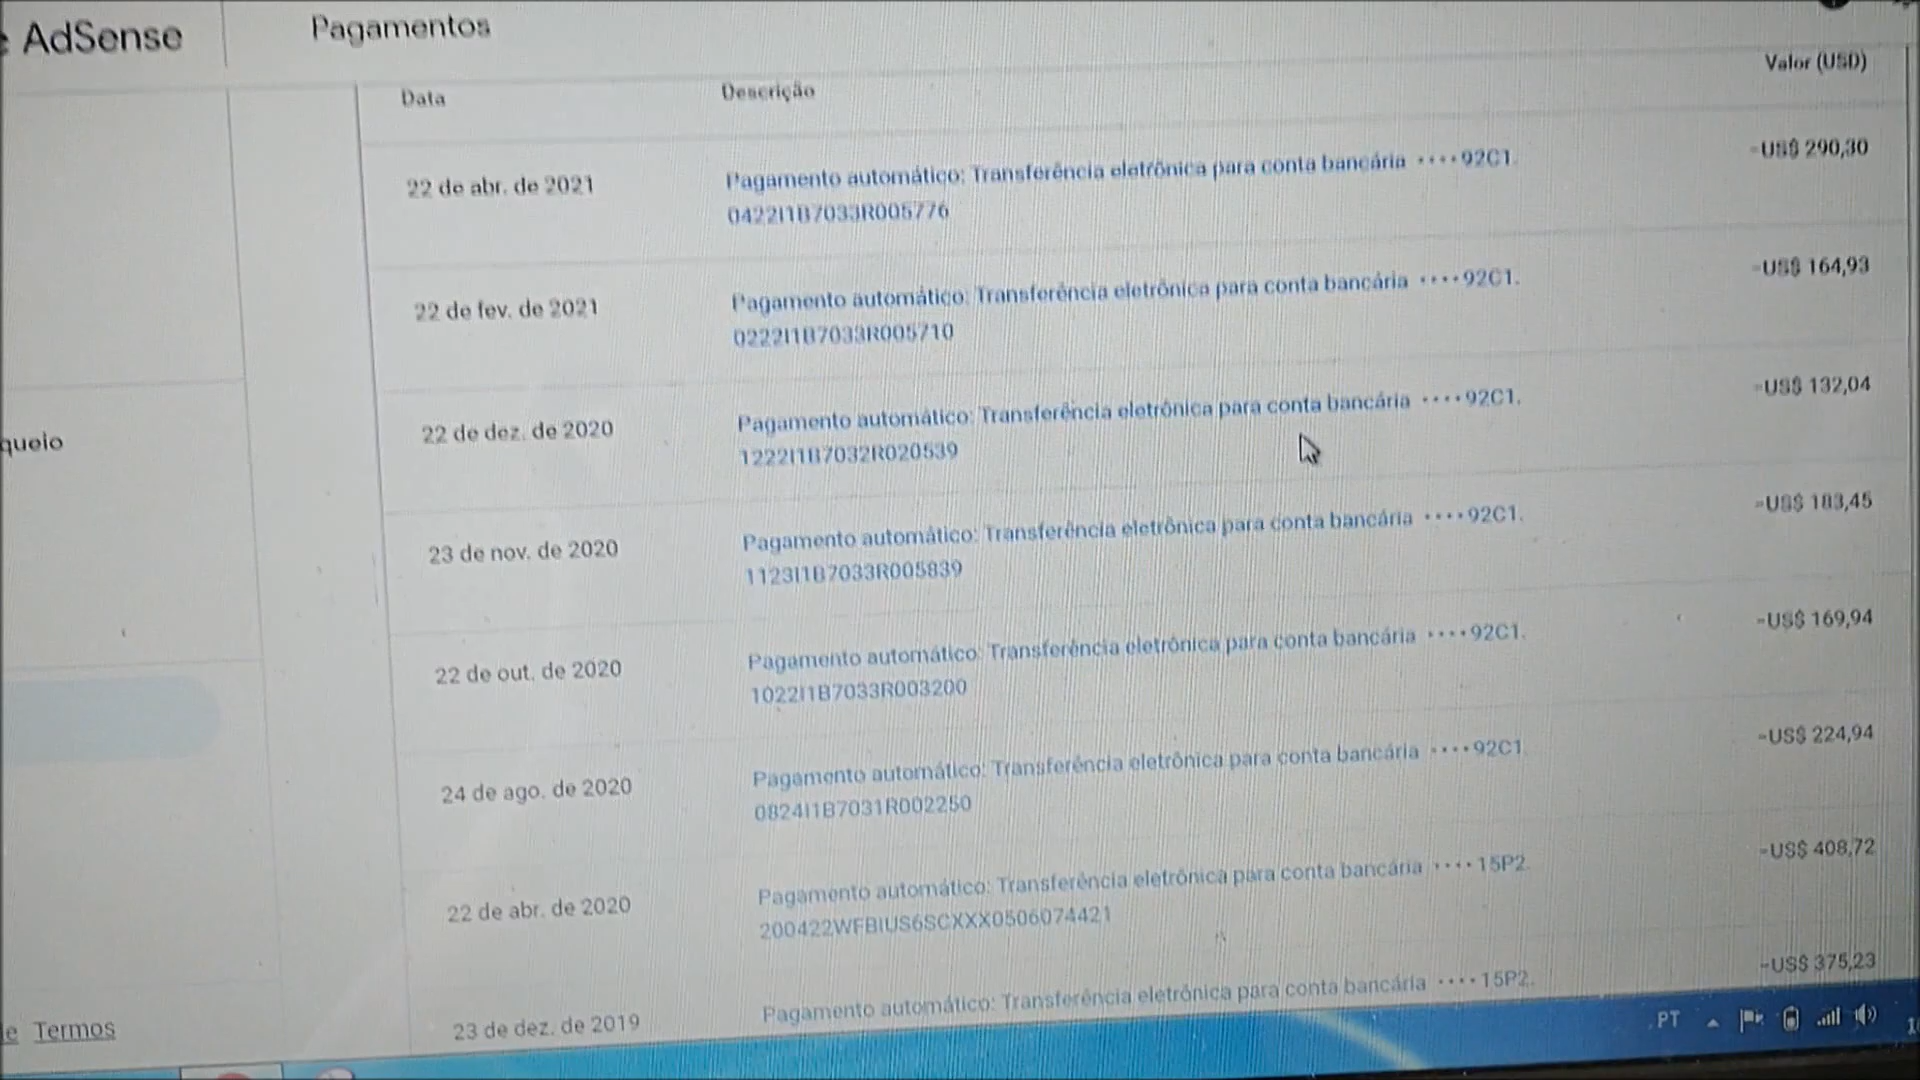 AdSense
Pagamentos
Data
Descrição
Valor (USD)
22 de abr. de 2021
Pagamento automático: Transferência eletrônica para conta bancária ····92C1.
-US$ 290,30
0422I1B7033R005776
22 de fev. de 2021
Pagamento automático: Transferência eletrônica para conta bancária ····92C1.
-US$ 164,93
0222I1B7033R005710
22 de dez. de 2020
Pagamento automático: Transferência eletrônica para conta bancária ····92C1.
-US$ 132,04
1222I1B7032R020539
queio
23 de nov. de 2020
Pagamento automático: Transferência eletrônica para conta bancária ····92C1.
-US$ 183,45
1123I1B7033R005839
22 de out. de 2020
Pagamento automático: Transferência eletrônica para conta bancária ····92C1.
-US$ 169,94
1022I1B7033R003200
24 de ago. de 2020
Pagamento automático: Transferência eletrônica para conta bancária ····92C1.
-US$ 224,94
0824I1B7031R002250
22 de abr. de 2020
Pagamento automático: Transferência eletrônica para conta bancária ····15P2.
-US$ 408,72
200422WFBIUS6SCXXX0506074421
23 de dez. de 2019
Pagamento automático: Transferência eletrônica para conta bancária ····15P2.
-US$ 375,23
Termos
PT